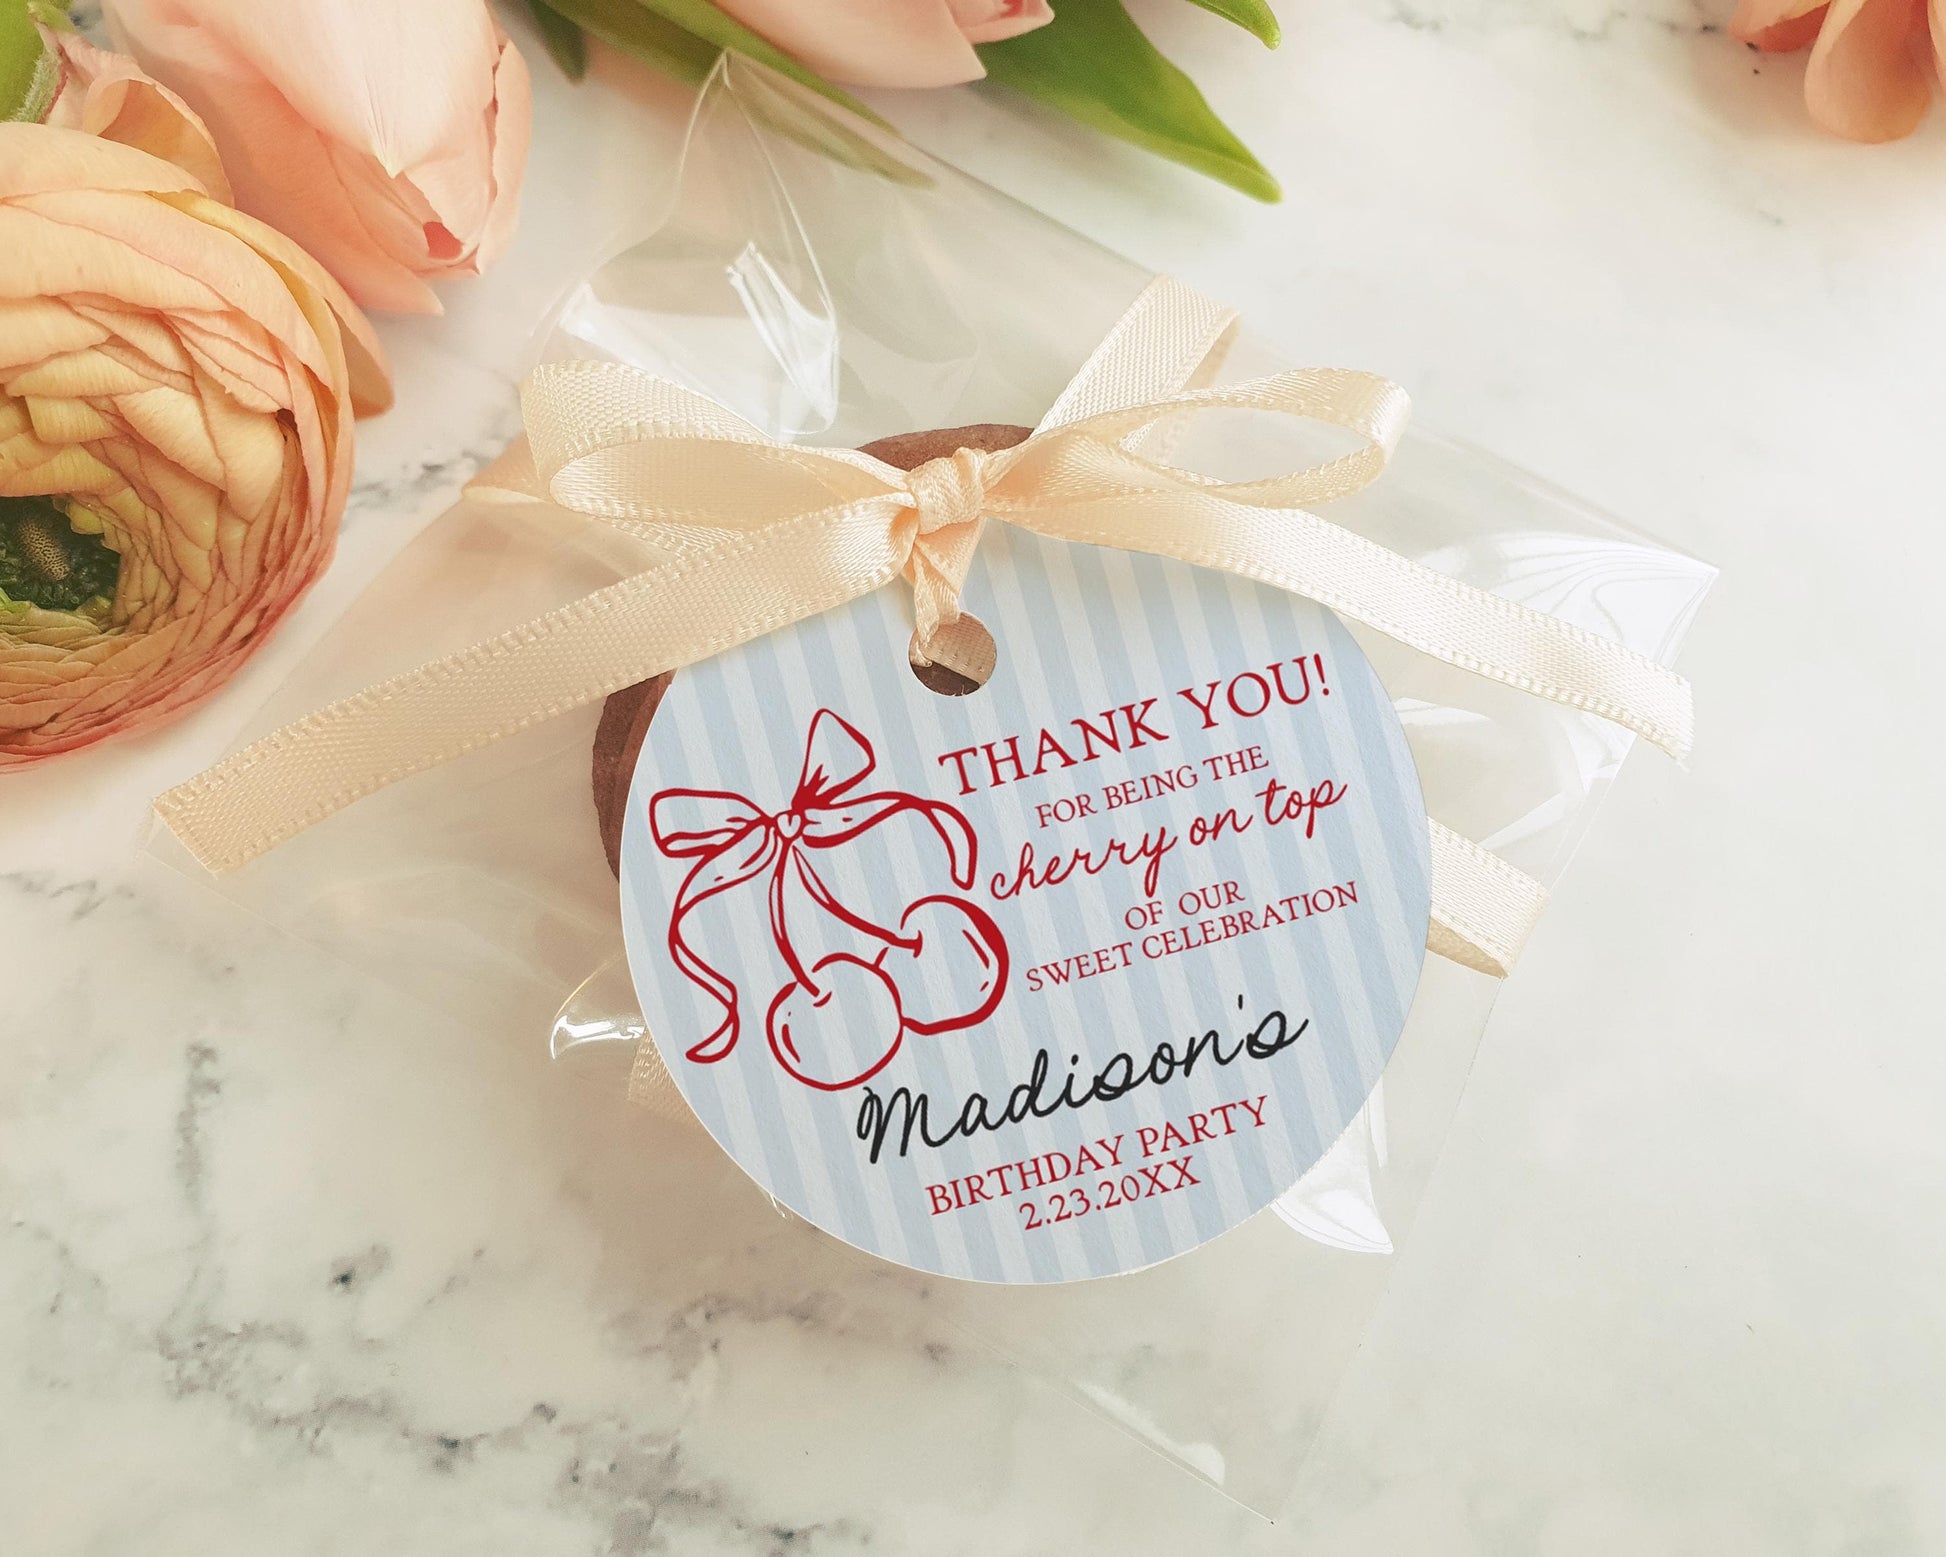 THANK YOU!
FOR BEING THE
cherry on top
OF OUR
SWEET CELEBRATION
Madison's
BIRTHDAY PARTY
2.23.20XX